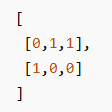 [
[0,1,1],
[1,0,0]
]